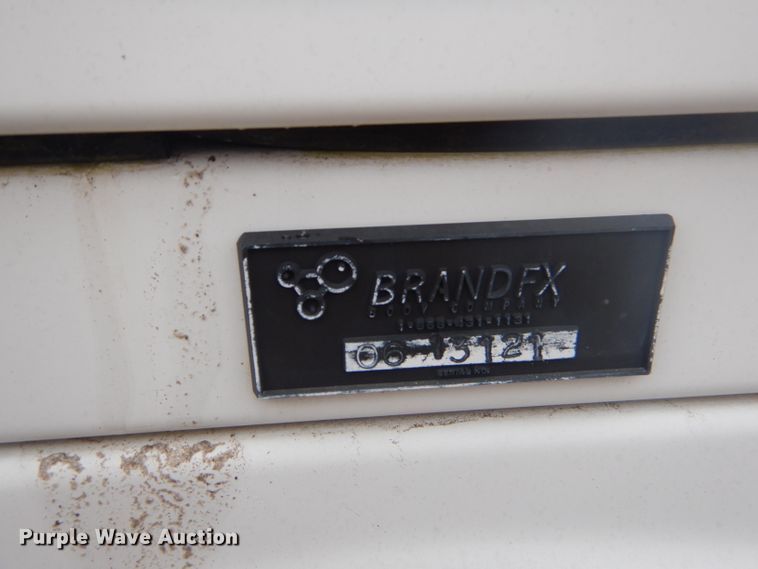 BRANDFX
BODY COMPANY
06 13121
SERIAL NO.
Purple Wave Auction